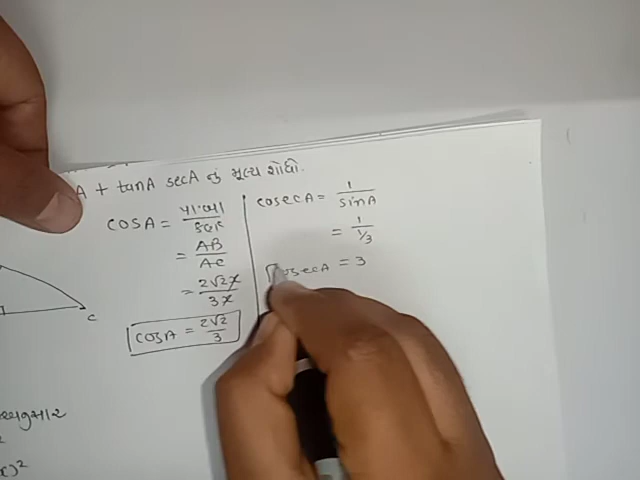 A + tanA secA નું મૂલ્ય શોધો.
cosA = પા.બા / કર્ણ
= AB / AC
= 2√2x / 3x
cosA = 2√2 / 3
cosecA = 1 / sinA
= 1 / 1/3
cosecA = 3
C
)²